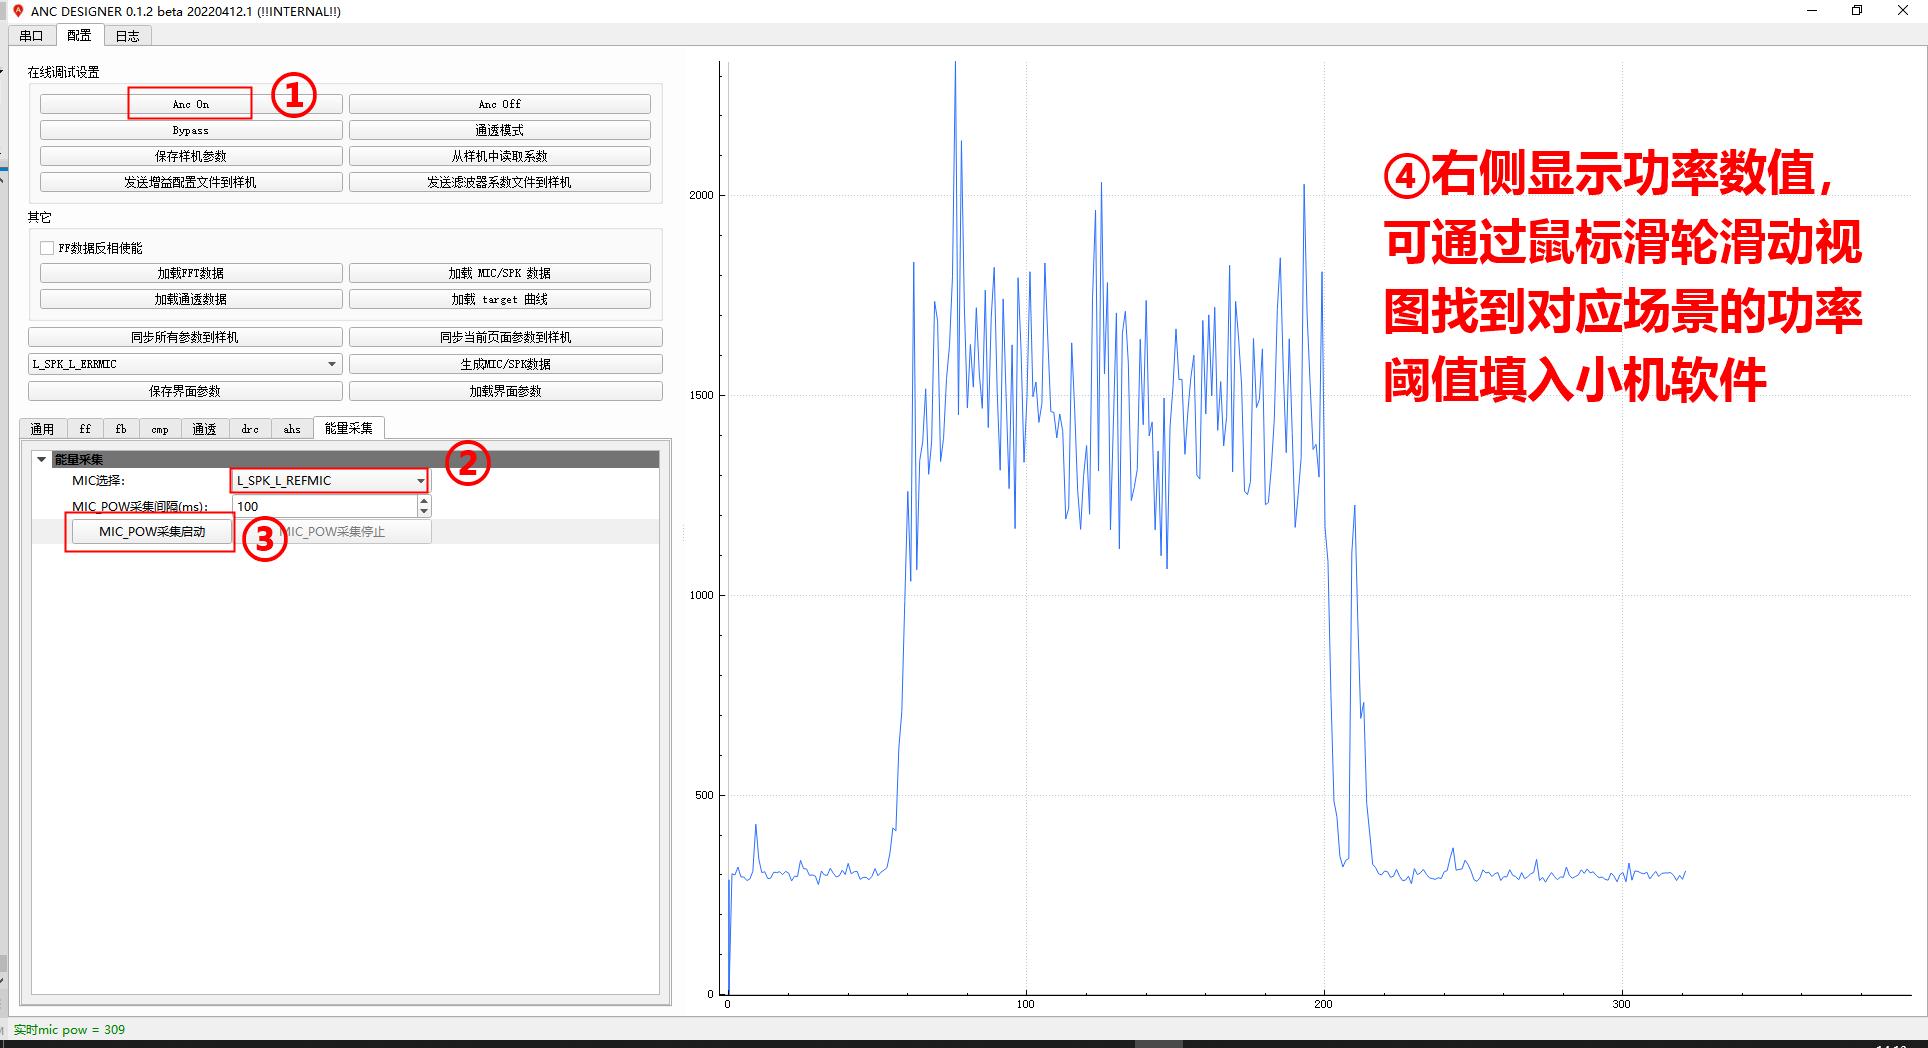 ANC DESIGNER 0.1.2 beta 20220412.1 (!!INTERNAL!!)
串口 配置 日志
在线调试设置
Anc On ① Anc Off
Bypass 通透模式
保存样机参数 从样机中读取系数
发送增益配置文件到样机 发送滤波器系数文件到样机
其它
FF数据反相使能
加载FFT数据 加载 MIC/SPK 数据
加载通透数据 加载 target 曲线
同步所有参数到样机 同步当前页面参数到样机
L_SPK_L_ERRMIC 生成MIC/SPK数据
保存界面参数 加载界面参数
通用 ff fb cmp 通透 drc ahs 能量采集
能量采集
MIC选择: L_SPK_L_REFMIC ②
MIC_POW采集间隔(ms): 100
MIC_POW采集启动 ③ MIC_POW采集停止
④右侧显示功率数值，
可通过鼠标滑轮滑动视
图找到对应场景的功率
阈值填入小机软件
2000
1500
1000
500
0
0 100 200 300
实时mic pow = 309